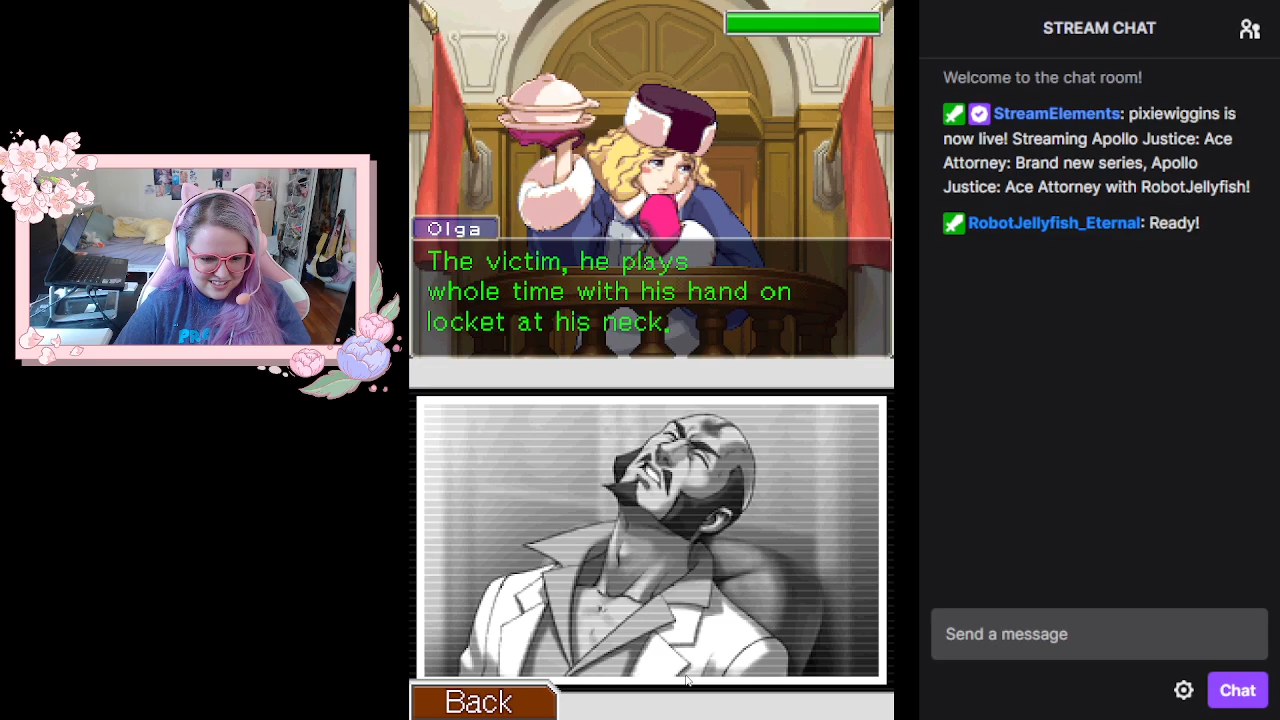 Olga
The victim, he plays
whole time with his hand on
locket at his neck.
Back
STREAM CHAT
Welcome to the chat room!
StreamElements: pixiewiggins is
now live! Streaming Apollo Justice: Ace
Attorney: Brand new series, Apollo
Justice: Ace Attorney with RobotJellyfish!
RobotJellyfish_Eternal: Ready!
Send a message
Chat